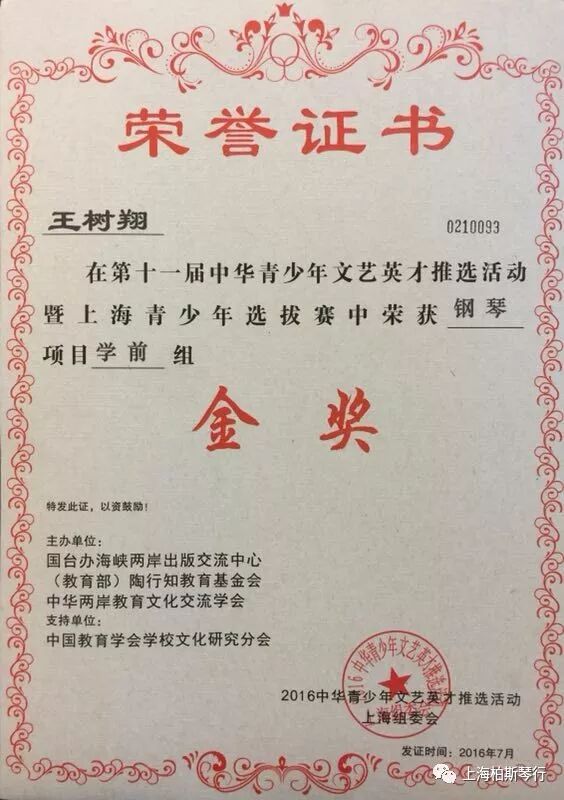 荣誉证书
王树翔
0210093
在第十一届中华青少年文艺英才推选活动
暨上海青少年选拔赛中荣获 钢琴
项目学前组
金奖
特发此证，以资鼓励！
主办单位：
国台办海峡两岸出版交流中心
（教育部）陶行知教育基金会
中华两岸教育文化交流学会
支持单位：
中国教育学会学校文化研究分会
2016中华青少年文艺英才推选活动
上海组委会
发证时间：2016年7月
上海柏斯琴行